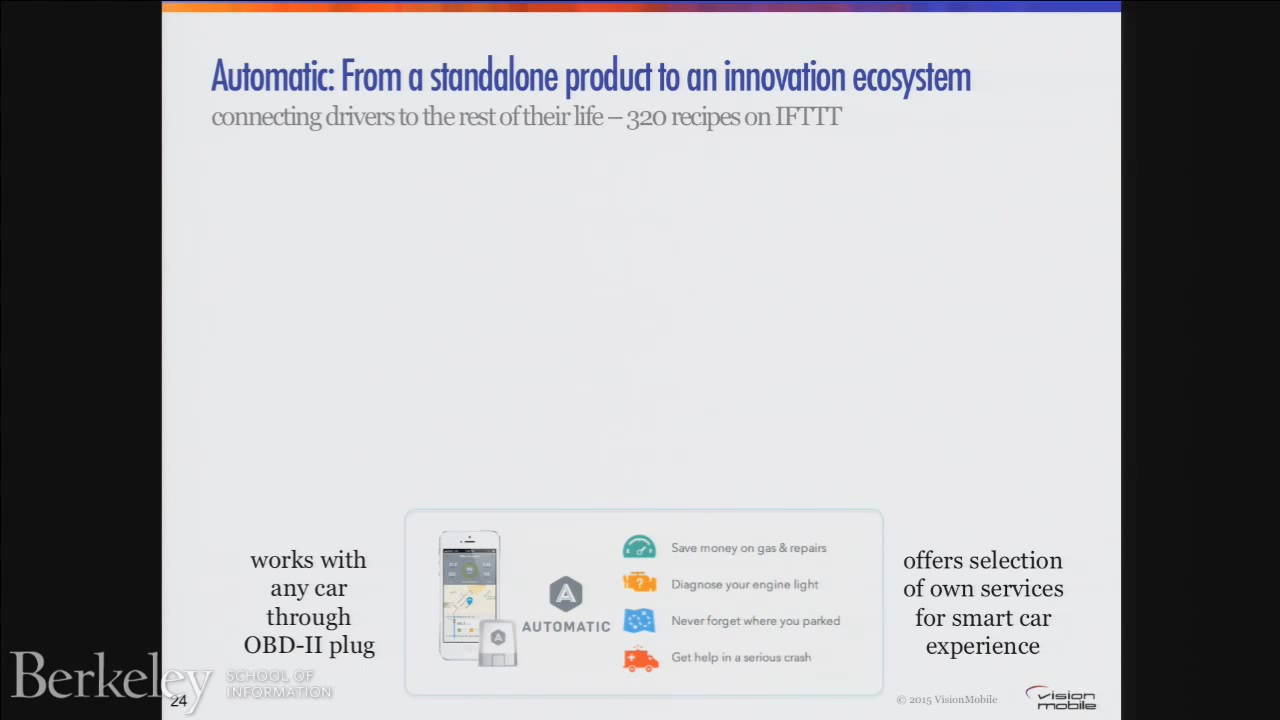 Automatic: From a standalone product to an innovation ecosystem
connecting drivers to the rest of their life – 320 recipes on IFTTT
works with
any car
through
OBD-II plug
A
AUTOMATIC
Save money on gas & repairs
Diagnose your engine light
Never forget where you parked
Get help in a serious crash
offers selection
of own services
for smart car
experience
Berkeley
SCHOOL OF
INFORMATION
24
© 2015 VisionMobile
vision
mobile